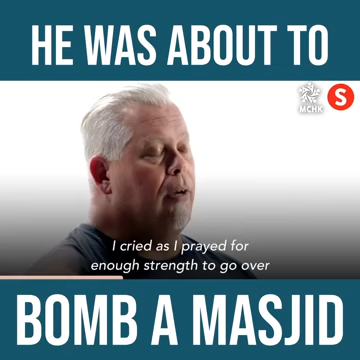 HE WAS ABOUT TO
MCHK
S
I cried as I prayed for
enough strength to go over
BOMB A MASJID